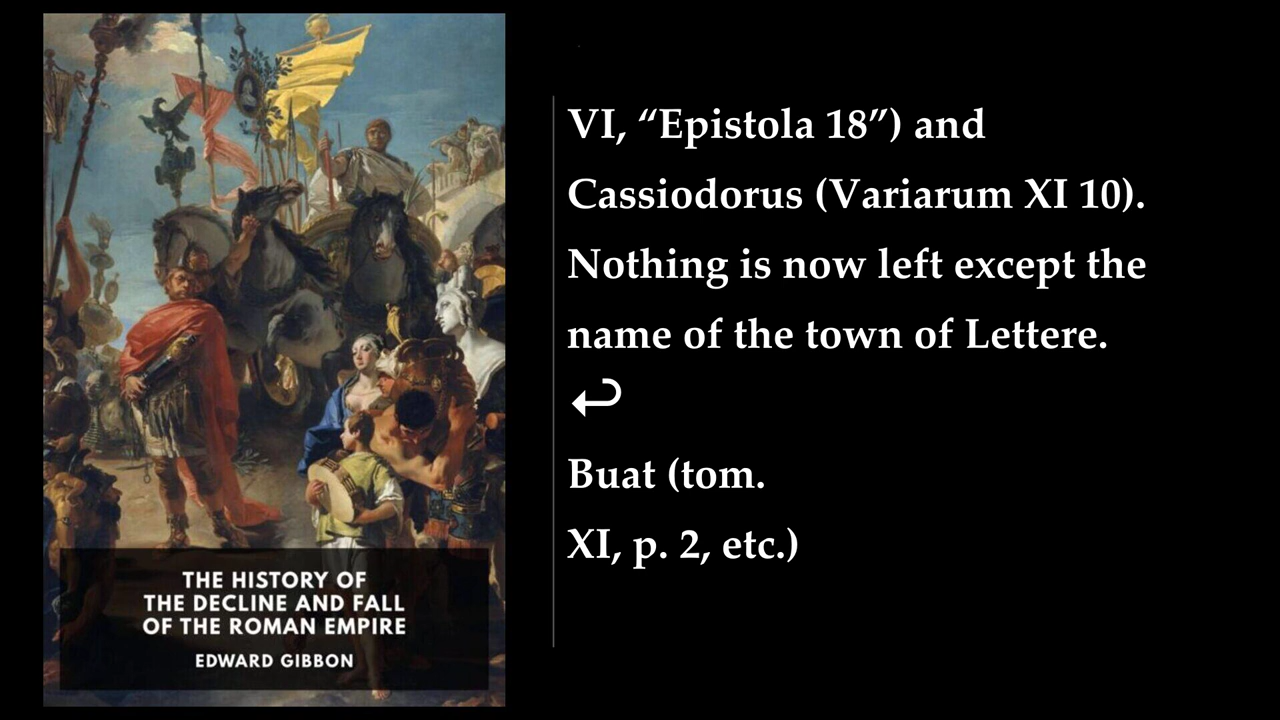 VI, “Epistola 18”) and
Cassiodorus (Variarum XI 10).
Nothing is now left except the
name of the town of Lettere.
↩
Buat (tom.
XI, p. 2, etc.)
THE HISTORY OF
THE DECLINE AND FALL
OF THE ROMAN EMPIRE
EDWARD GIBBON